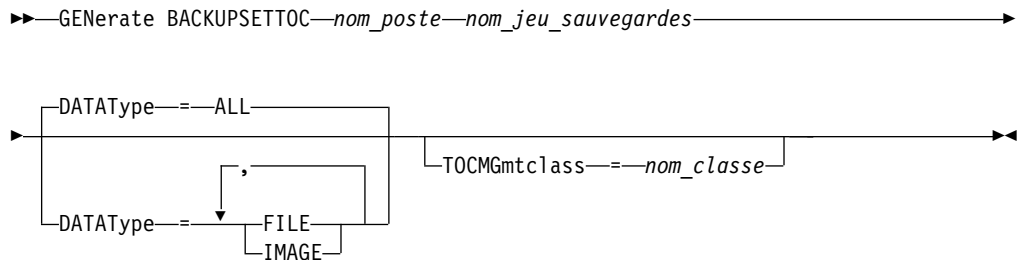 GENerate BACKUPSETTOC nom_poste nom_jeu_sauvegardes
DATAType = ALL
TOCMGmtclass = nom_classe
,
DATAType = FILE
IMAGE